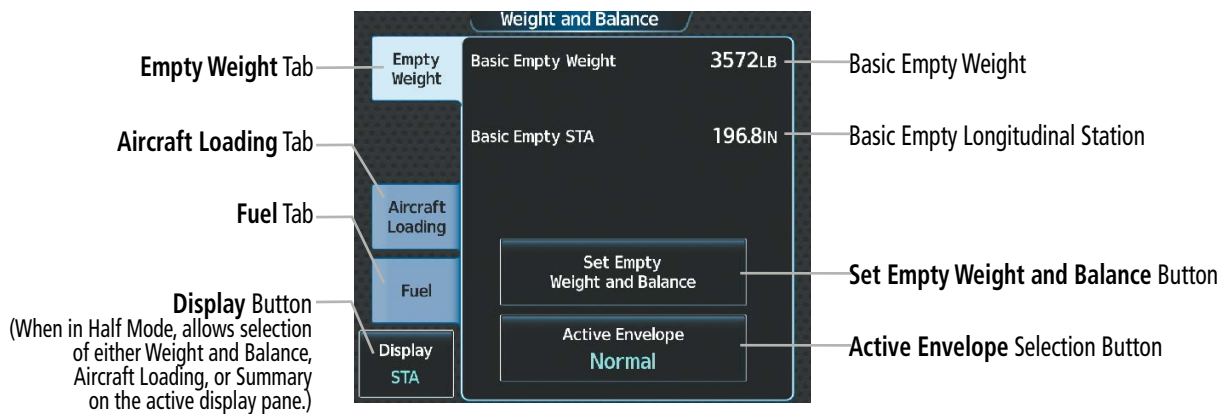 Weight and Balance
Empty Weight Tab
Empty
Weight
Basic Empty Weight
3572LB
Basic Empty Weight
Basic Empty STA
196.8IN
Basic Empty Longitudinal Station
Aircraft Loading Tab
Aircraft
Loading
Fuel Tab
Fuel
Set Empty
Weight and Balance
Set Empty Weight and Balance Button
Display Button
(When in Half Mode, allows selection
of either Weight and Balance,
Aircraft Loading, or Summary
on the active display pane.)
Display
STA
Active Envelope
Normal
Active Envelope Selection Button